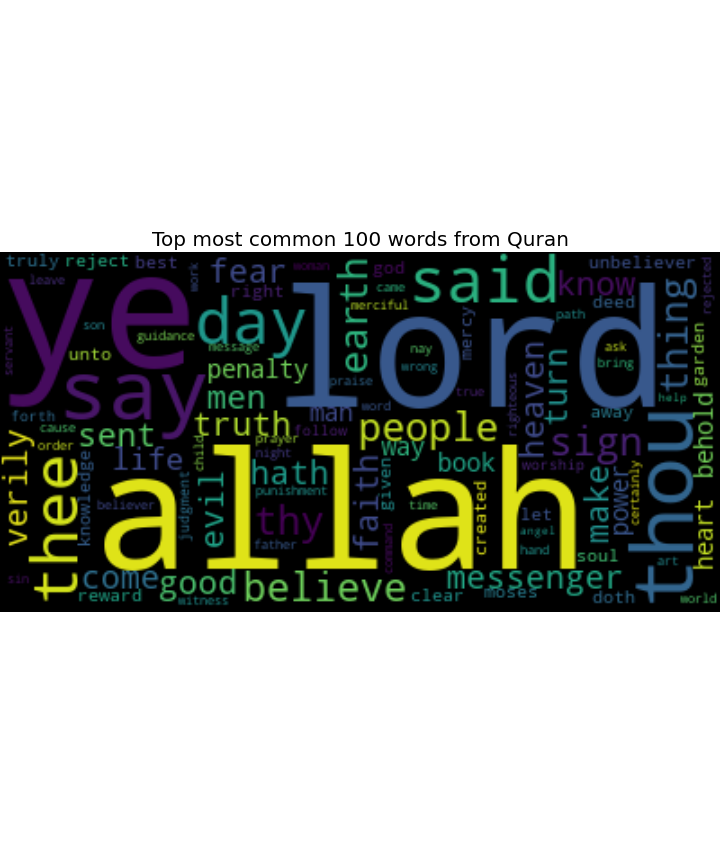 Top most common 100 words from Quran
truly reject best work fear woman god said unbeliever
leave right came know rejected
ye day lord earth merciful mercy deed path thing
servant son guidance message nay ask
unto penalty wrong bring garden
say men praise true heaven turn help
forth man word righteous away
cause sent truth people sign thou behold
order child prayer follow way
verily thee life night hath book worship
knowledge allah faith given make power certainly
believer judgment evil punishment time created let heart
thy command angel
father hand soul art
sin come good believe messenger
reward witness clear moses doth world